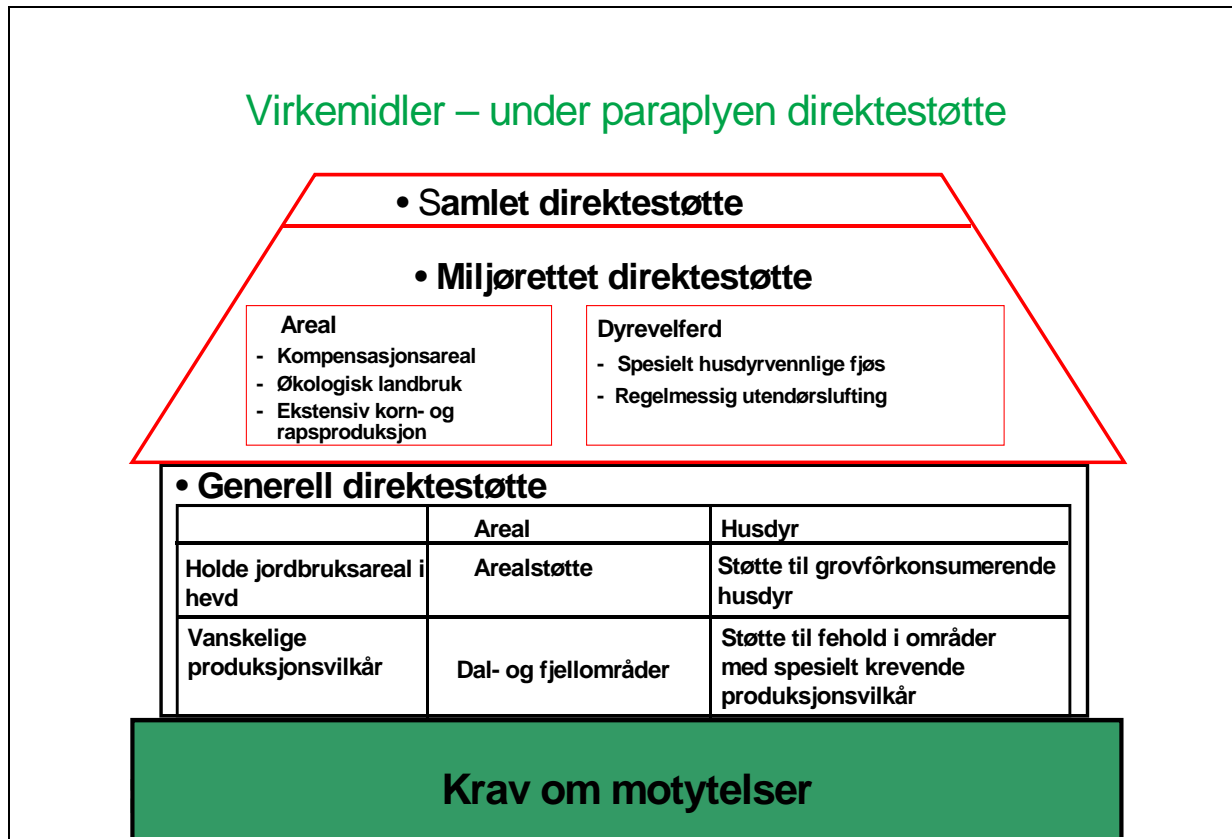 Virkemidler – under paraplyen direktestøtte
• Samlet direktestøtte
• Miljørettet direktestøtte
Areal
- Kompensasjonsareal
- Økologisk landbruk
- Ekstensiv korn- og
rapsproduksjon
Dyrevelferd
- Spesielt husdyrvennlige fjøs
- Regelmessig utendørslufting
• Generell direktestøtte
Areal
Husdyr
Holde jordbruksareal i
hevd
Arealstøtte
Støtte til grovfôrkonsumerende
husdyr
Vanskelige
produksjonsvilkår
Dal- og fjellområder
Støtte til fehold i områder
med spesielt krevende
produksjonsvilkår
Krav om motytelser